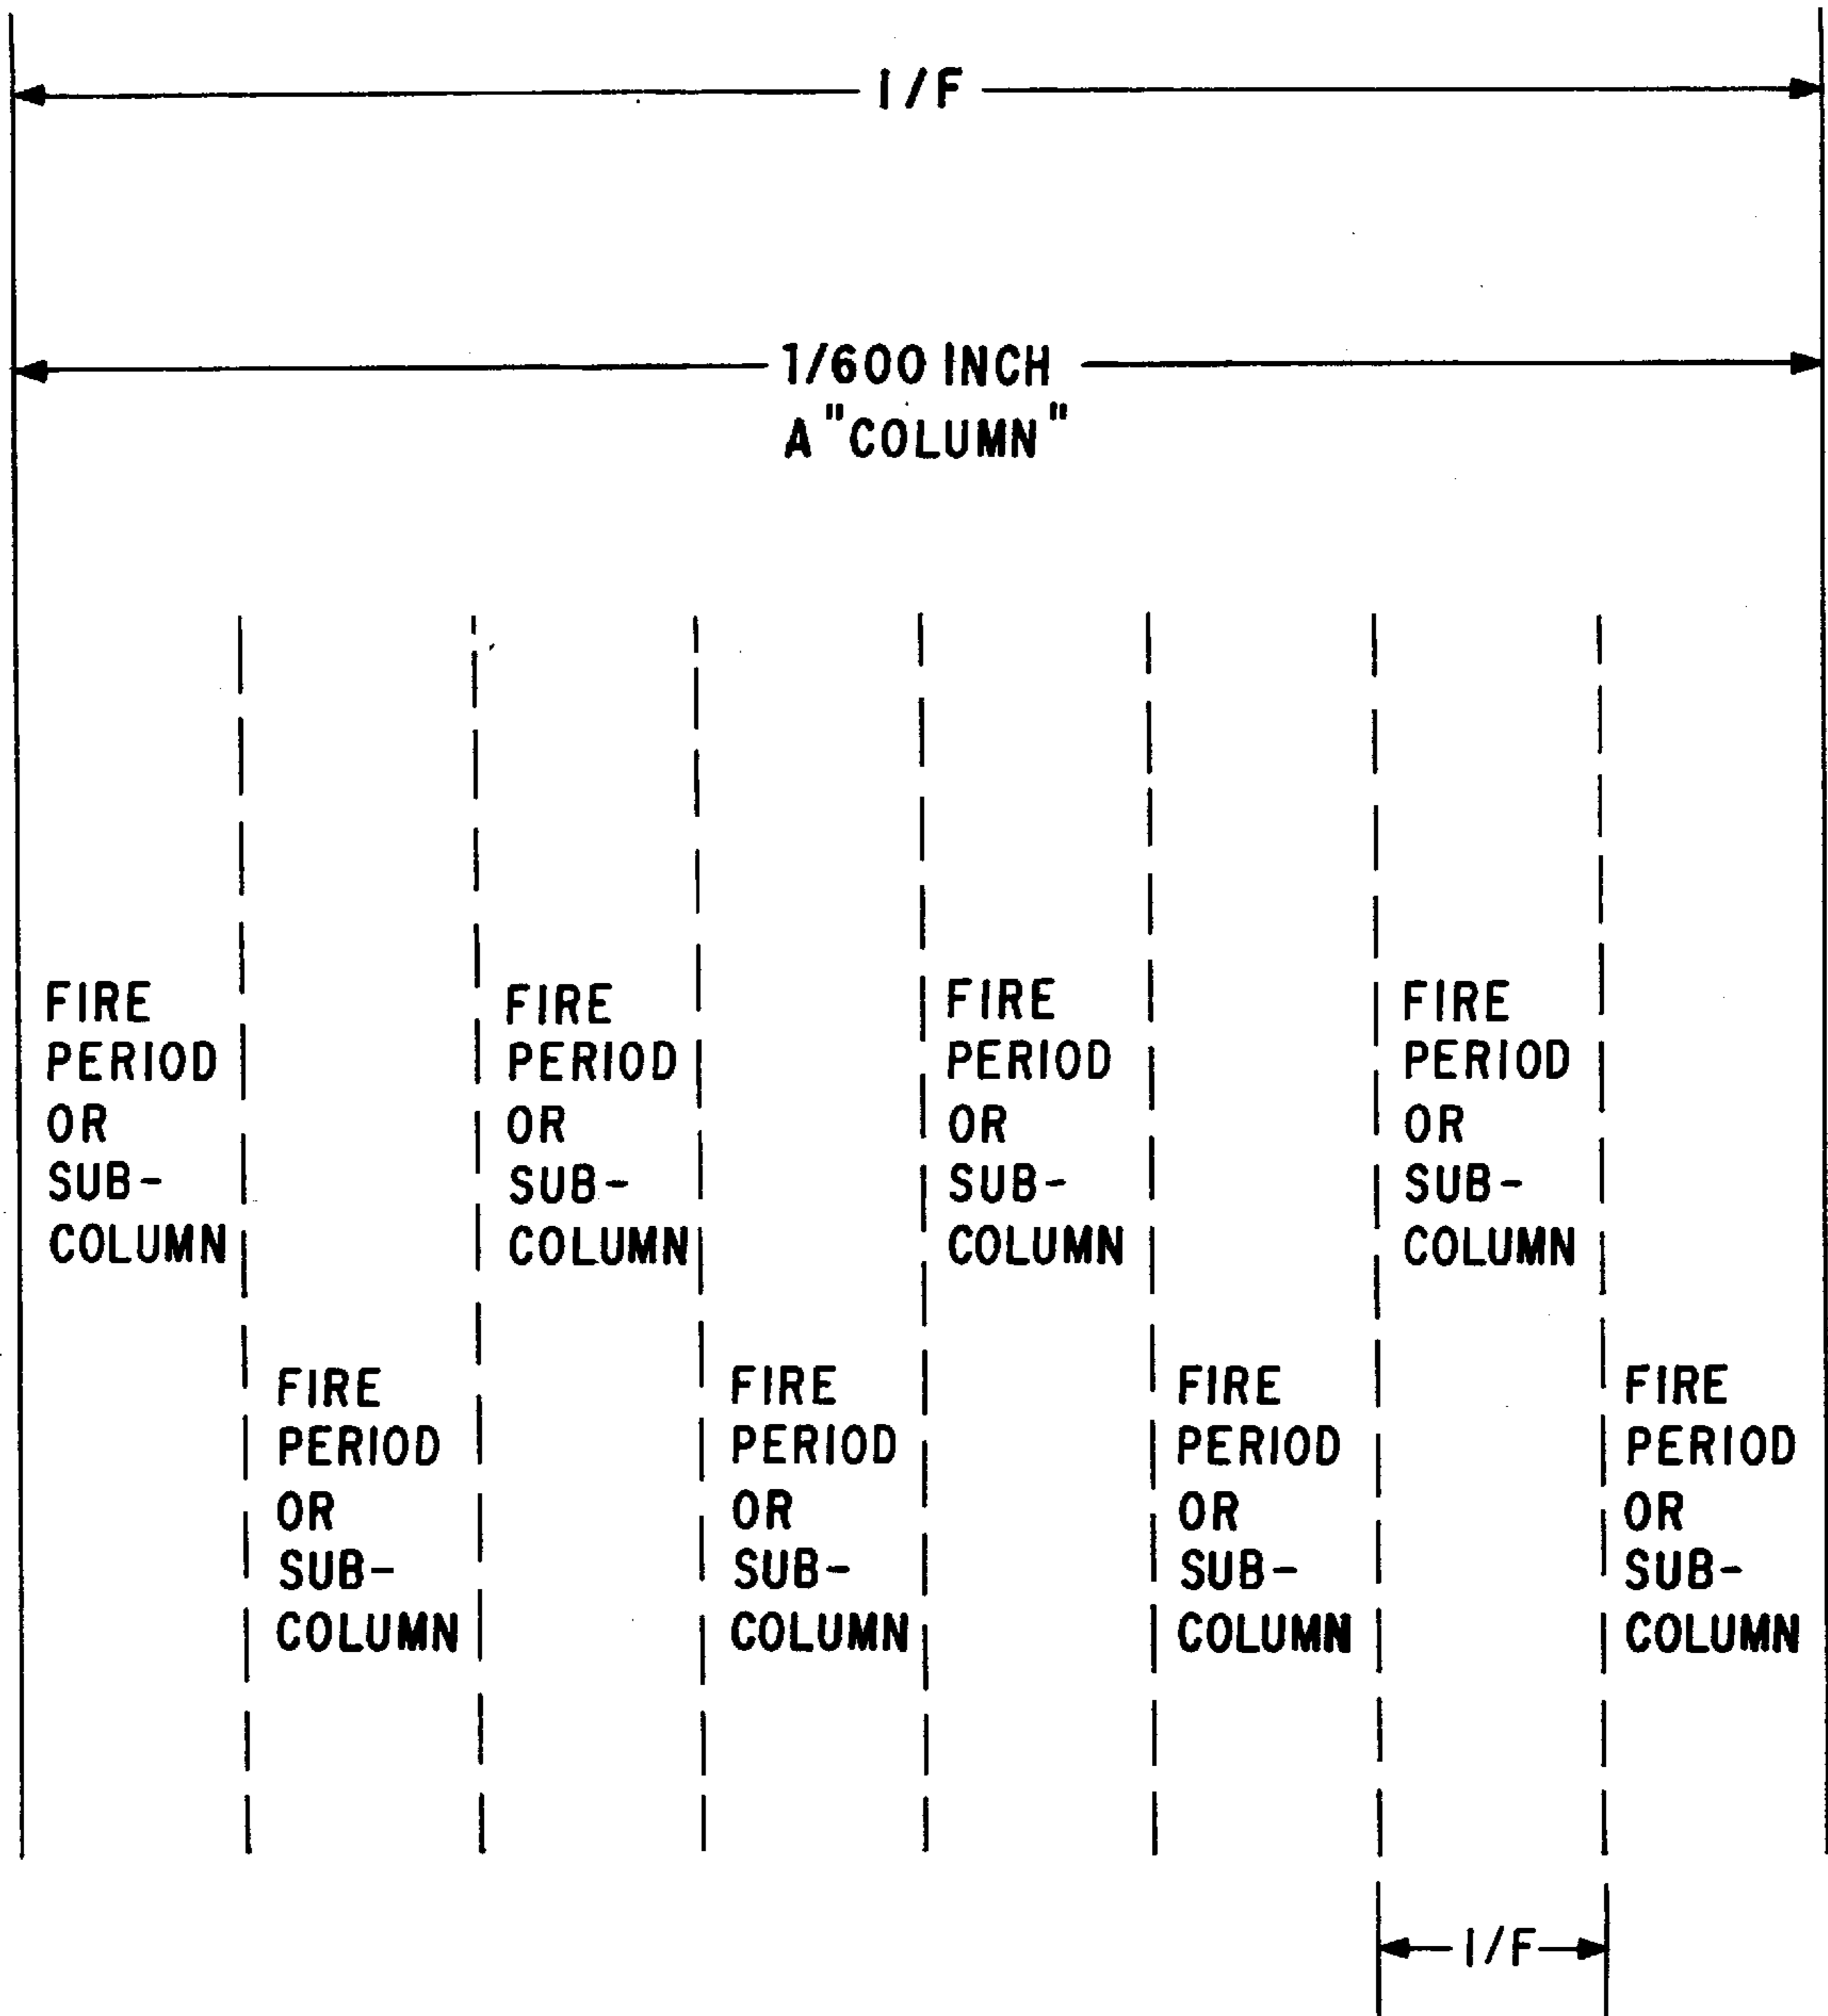 1/F
1/600 INCH
A "COLUMN"
FIRE
PERIOD
OR
SUB-
COLUMN
FIRE
PERIOD
OR
SUB-
COLUMN
FIRE
PERIOD
OR
SUB-
COLUMN
FIRE
PERIOD
OR
SUB-
COLUMN
FIRE
PERIOD
OR
SUB-
COLUMN
FIRE
PERIOD
OR
SUB-
COLUMN
FIRE
PERIOD
OR
SUB-
COLUMN
FIRE
PERIOD
OR
SUB-
COLUMN
1/F